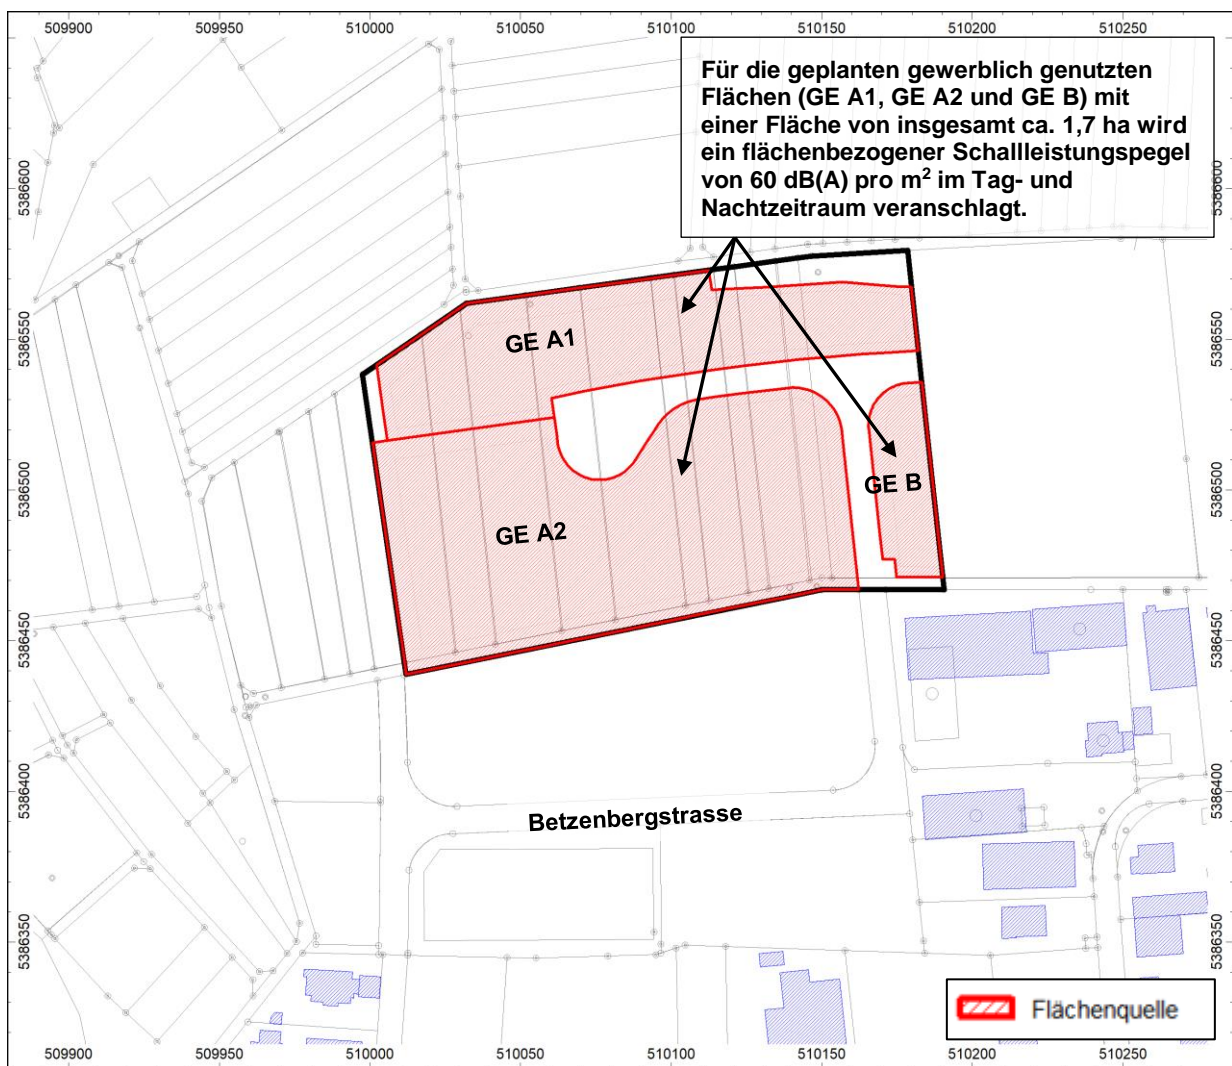 509900 509950 510000 510050 510100 510150 510200 510250
Für die geplanten gewerblich genutzten
Flächen (GE A1, GE A2 und GE B) mit
einer Fläche von insgesamt ca. 1,7 ha wird
ein flächenbezogener Schallleistungspegel
von 60 dB(A) pro m² im Tag- und
Nachtzeitraum veranschlagt.
5386600
5386600
5386550
5386550
GE A1
5386500
5386500
GE B
GE A2
5386450
5386450
5386400
5386400
Betzenbergstrasse
5386350
5386350
Flächenquelle
509900 509950 510000 510050 510100 510150 510200 510250